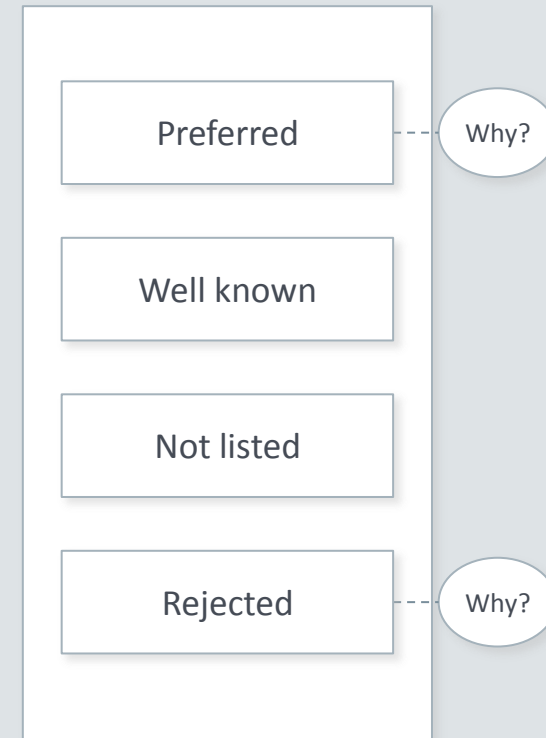 Preferred
Why?
Well known
Not listed
Rejected
Why?